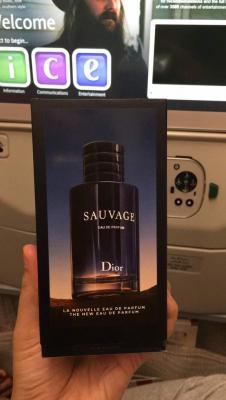 Welcome
to begin...
i
c
e
Information
Communications
Entertainment
SAUVAGE
EAU DE PARFUM
Dior
LA NOUVELLE EAU DE PARFUM
THE NEW EAU DE PARFUM